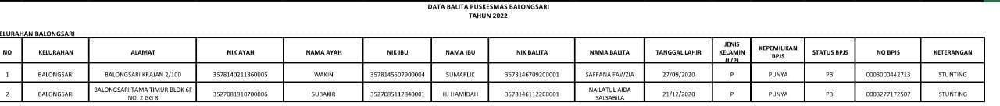 DATA BALITA PUSKESMAS BALONGSARI
TAHUN 2022
ELURAHAN BALONGSARI
NO KELURAHAN ALAMAT NIK AYAH NAMA AYAH NIK IBU NAMA IBU NIK BALITA NAMA BALITA TANGGAL LAHIR JENIS KELAMIN (L/P) KEPEMILIKAN BPJS STATUS BPJS NO BPJS KETERANGAN
1 BALONGSARI BALONGSARI KRAJAN 2/100 3578140211860005 WAKIN 3578145507900004 SUMARLIK 3578146709200001 SAFFANA FAWZIA 27/09/2020 P PUNYA PBI 0003000442713 STUNTING
2 BALONGSARI BALONGSARI TAMA TIMUR BLOK 6F NO. 2 GG 8 3527081910700006 SUBAKIR 3527085112840001 HJ HAMIDAH 3578146112200001 NAILATUL AIDA SALSABILA 21/12/2020 P PUNYA PBI 0003277172507 STUNTING